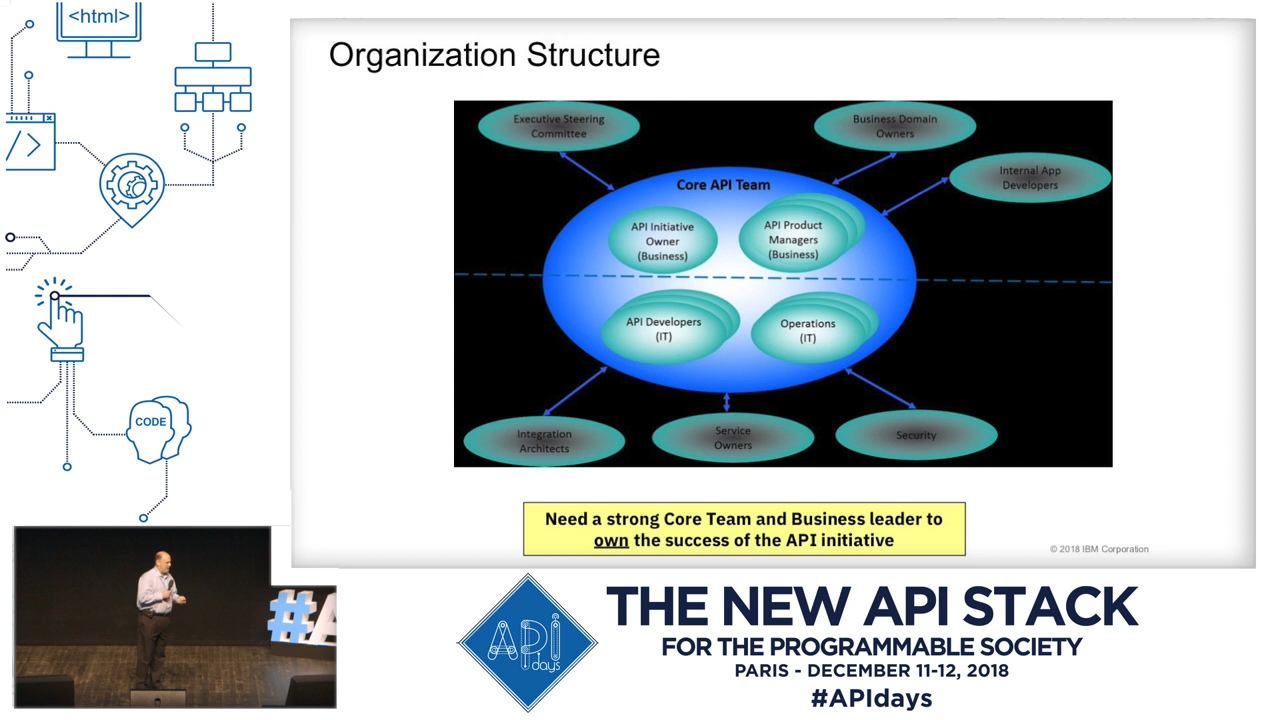 <html>
</>
CODE
Organization Structure
Executive Steering
Committee
Business Domain
Owners
Internal App
Developers
Core API Team
API Initiative
Owner
(Business)
API Product
Managers
(Business)
API Developers
(IT)
Operations
(IT)
Integration
Architects
Service
Owners
Security
Need a strong Core Team and Business leader to
own the success of the API initiative
© 2018 IBM Corporation
#A
API
days
THE NEW API STACK
FOR THE PROGRAMMABLE SOCIETY
PARIS - DECEMBER 11-12, 2018
#APIdays